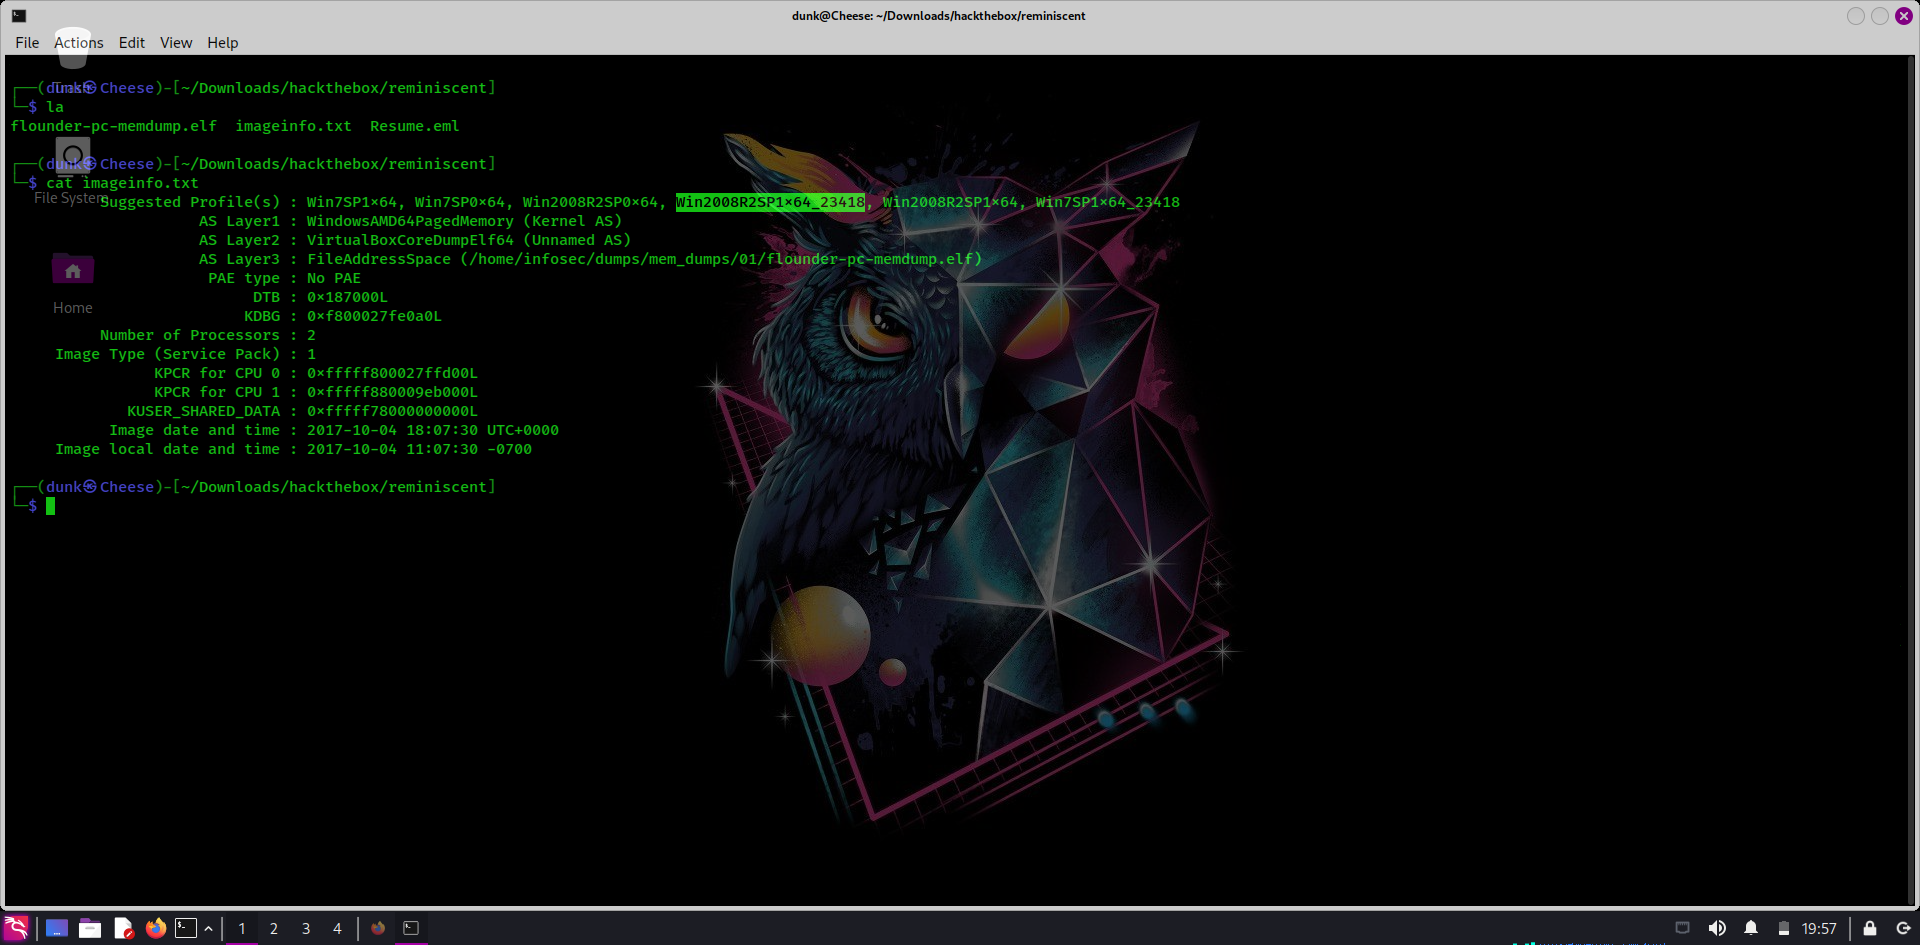 dunk@Cheese: ~/Downloads/hackthebox/reminiscent
File Actions Edit View Help
┌──(dunk㉿Cheese)-[~/Downloads/hackthebox/reminiscent]
└─$ la
flounder-pc-memdump.elf imageinfo.txt Resume.eml
┌──(dunk㉿Cheese)-[~/Downloads/hackthebox/reminiscent]
└─$ cat imageinfo.txt
File System
Suggested Profile(s) : Win7SP1x64, Win7SP0x64, Win2008R2SP0x64, Win2008R2SP1x64_23418, Win2008R2SP1x64, Win7SP1x64_23418
AS Layer1 : WindowsAMD64PagedMemory (Kernel AS)
AS Layer2 : VirtualBoxCoreDumpElf64 (Unnamed AS)
AS Layer3 : FileAddressSpace (/home/infosec/dumps/mem_dumps/01/flounder-pc-memdump.elf)
PAE type : No PAE
DTB : 0x187000L
KDBG : 0xf800027fe0a0L
Home
Number of Processors : 2
Image Type (Service Pack) : 1
KPCR for CPU 0 : 0xfffff800027ffd00L
KPCR for CPU 1 : 0xfffff880009eb000L
KUSER_SHARED_DATA : 0xfffff78000000000L
Image date and time : 2017-10-04 18:07:30 UTC+0000
Image local date and time : 2017-10-04 11:07:30 -0700
┌──(dunk㉿Cheese)-[~/Downloads/hackthebox/reminiscent]
└─$
1 2 3 4 19:57